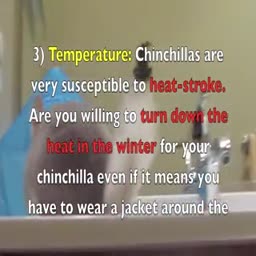 3) Temperature: Chinchillas are
very susceptible to heat-stroke.
Are you willing to turn down the
heat in the winter for your
chinchilla even if it means you
have to wear a jacket around the